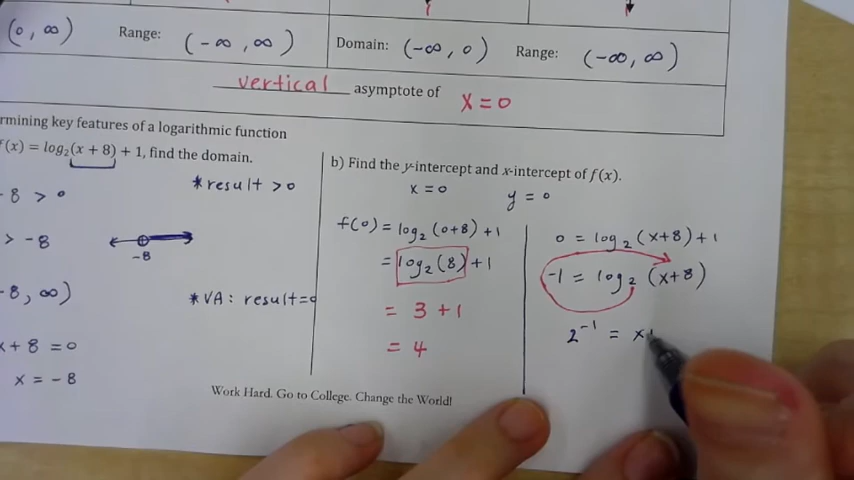 (0, ∞) Range: (-∞, ∞) Domain: (-∞, 0) Range: (-∞, ∞)
vertical asymptote of x = 0
rmining key features of a logarithmic function
f(x) = log₂(x + 8) + 1, find the domain.
-8 > 0
> -8
-8
-8, ∞)
x + 8 = 0
x = -8
*result > 0
*VA: result = 0
b) Find the y-intercept and x-intercept of f(x).
x = 0
y = 0
f(0) = log₂(0+8) + 1
= log₂(8) + 1
= 3 + 1
= 4
0 = log₂(x+8) + 1
-1 = log₂(x+8)
2⁻¹ = x
Work Hard. Go to College. Change the World!